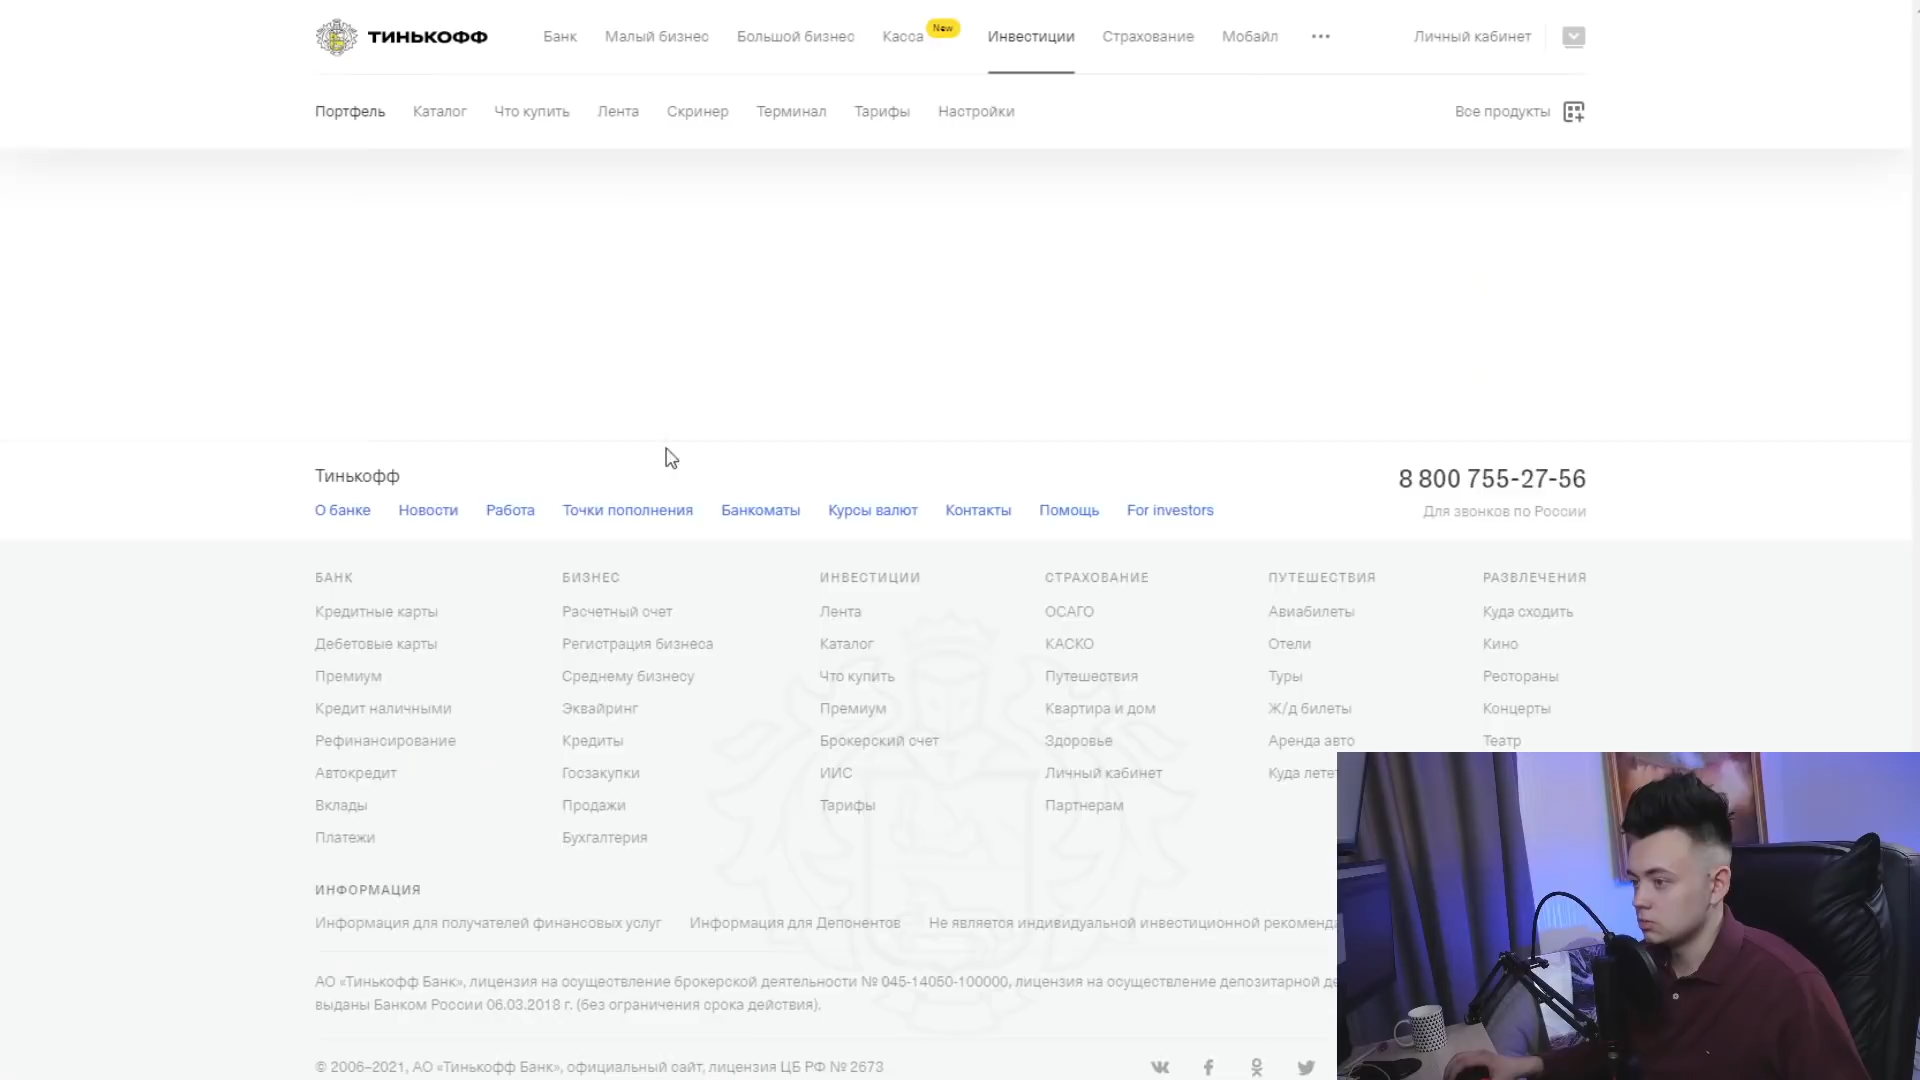 ТИНЬКОФФ
Банк Малый бизнес Большой бизнес Касса New Инвестиции Страхование Мобайл ••• Личный кабинет
Портфель Каталог Что купить Лента Скринер Терминал Тарифы Настройки Все продукты
Тинькофф 8 800 755-27-56
О банке Новости Работа Точки пополнения Банкоматы Курсы валют Контакты Помощь For investors Для звонков по России
БАНК БИЗНЕС ИНВЕСТИЦИИ СТРАХОВАНИЕ ПУТЕШЕСТВИЯ РАЗВЛЕЧЕНИЯ
Кредитные карты Расчетный счет Лента ОСАГО Авиабилеты Куда сходить
Дебетовые карты Регистрация бизнеса Каталог КАСКО Отели Кино
Премиум Среднему бизнесу Что купить Путешествия Туры Рестораны
Кредит наличными Эквайринг Премиум Квартира и дом Ж/д билеты Концерты
Рефинансирование Кредиты Брокерский счет Здоровье Аренда авто Театр
Автокредит Госзакупки ИИС Личный кабинет Куда
Вклады Продажи Тарифы Партнерам
Платежи Бухгалтерия
ИНФОРМАЦИЯ
Информация для получателей финансовых услуг Информация для Депонентов Не является индивидуальной инвестиционной
АО «Тинькофф Банк», лицензия на осуществление брокерской деятельности № 045-14050-100000, лицензия на осуществление депозитарной
выданы Банком России 06.03.2018 г. (без ограничения срока действия).
© 2006–2021, АО «Тинькофф Банк», официальный сайт, лицензия ЦБ РФ № 2673